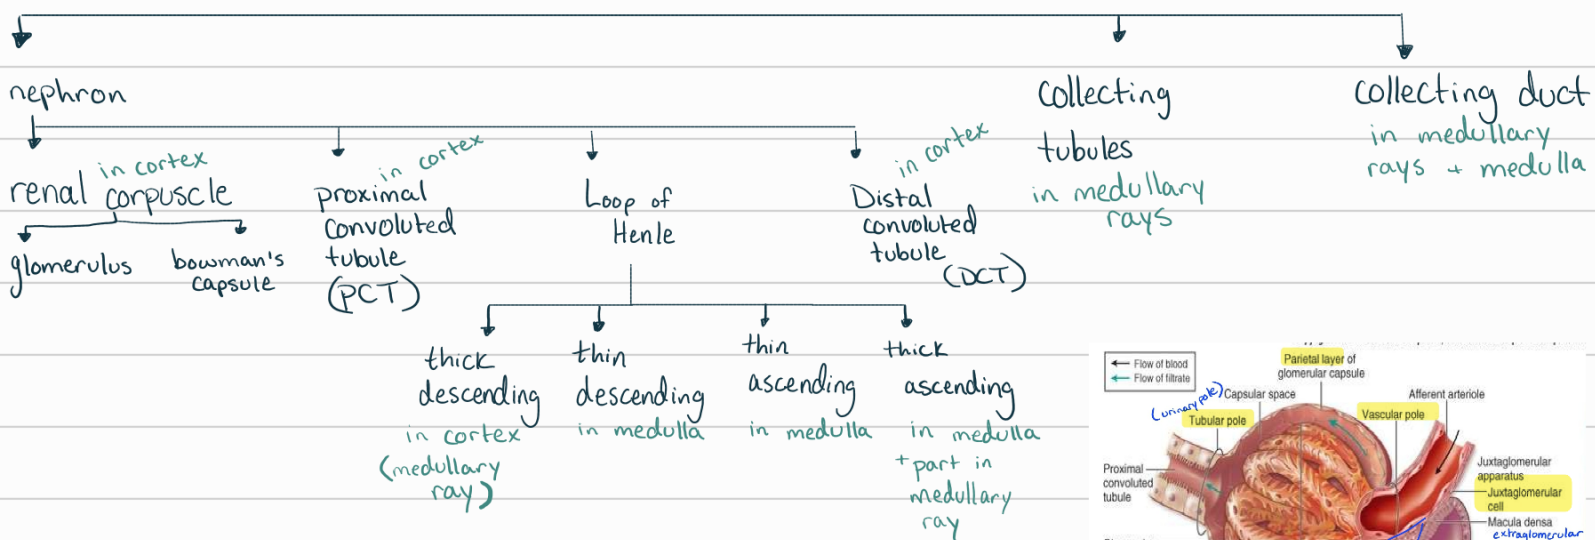 nephron
collecting
tubules
in medullary
rays
collecting duct
in medullary
rays + medulla
in cortex
renal corpuscle
glomerulus
bowman's
capsule
in cortex
proximal
convoluted
tubule
(PCT)
Loop of
Henle
in cortex
Distal
convoluted
tubule
(DCT)
thick
descending
in cortex
(medullary
ray)
thin
descending
in medulla
thin
ascending
in medulla
thick
ascending
in medulla
+ part in
medullary
ray
Flow of blood
Flow of filtrate
Parietal layer of
glomerular capsule
(urinary pole)
Capsular space
Afferent arteriole
Tubular pole
Vascular pole
Proximal
convoluted
tubule
Juxtaglomerular
apparatus
Juxtaglomerular
cell
Macula densa
extraglomerular